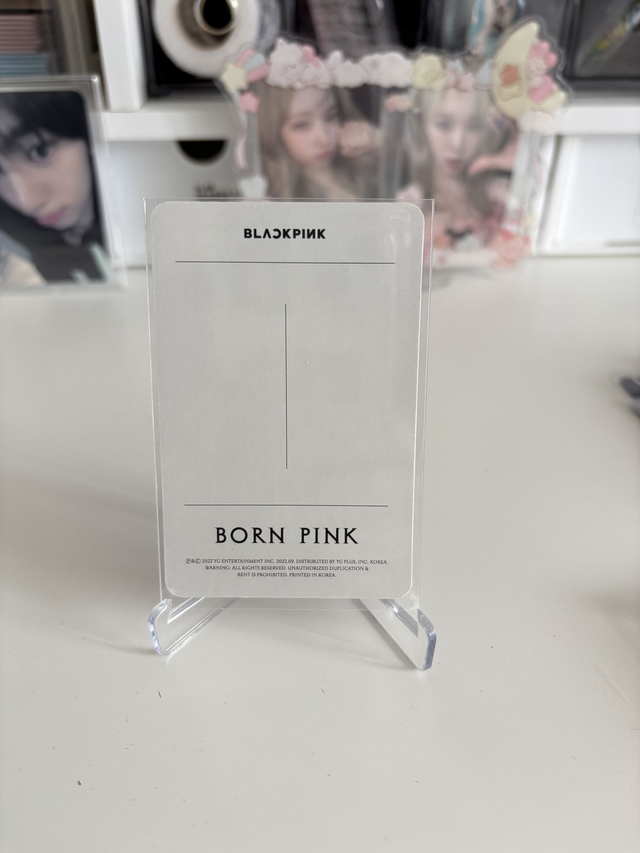 BLACKPINK
BORN PINK
℗&© 2022 YG ENTERTAINMENT INC. 2022.09. DISTRIBUTED BY YG PLUS, INC. KOREA.
WARNING: ALL RIGHTS RESERVED. UNAUTHORIZED DUPLICATION &
RENT IS PROHIBITED. PRINTED IN KOREA.